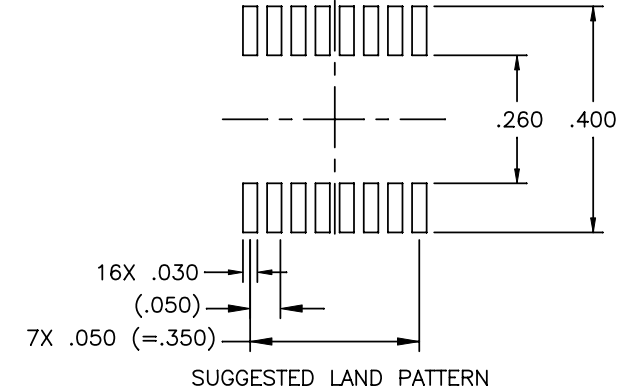 .260 .400
16X .030
(.050)
7X .050 (=.350)
SUGGESTED LAND PATTERN